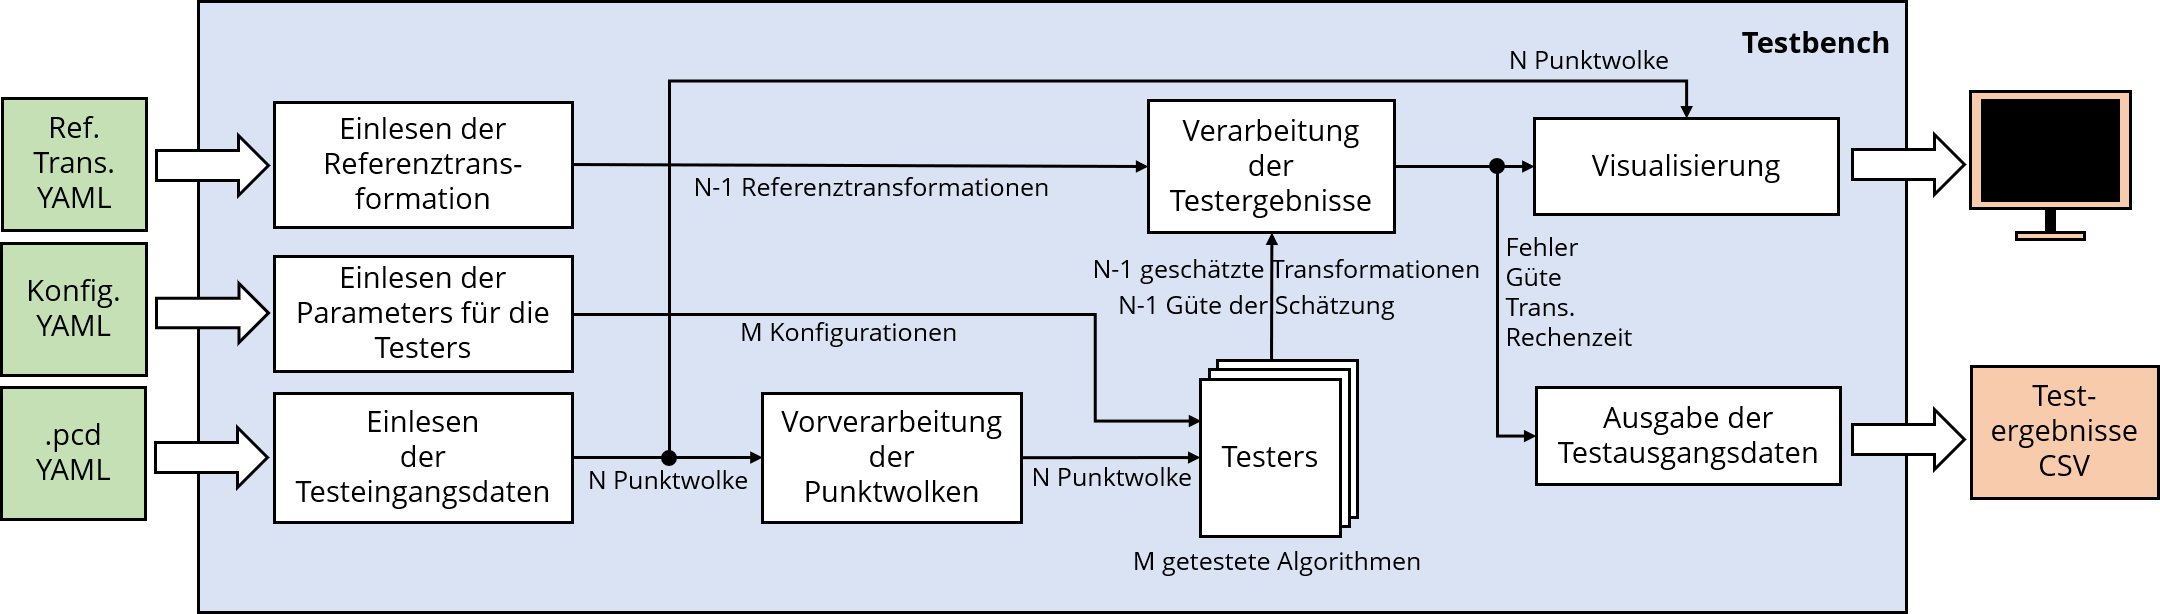 Testbench
N Punktwolke
Ref.
Trans.
YAML
Einlesen der
Referenztrans-
formation
N-1 Referenztransformationen
Verarbeitung
der
Testergebnisse
Visualisierung
Konfig.
YAML
Einlesen der
Parameters für die
Testers
M Konfigurationen
N-1 geschätzte Transformationen
N-1 Güte der Schätzung
Fehler
Güte
Trans.
Rechenzeit
.pcd
YAML
Einlesen
der
Testeingangsdaten
N Punktwolke
Vorverarbeitung
der
Punktwolken
N Punktwolke
Testers
M getestete Algorithmen
Ausgabe der
Testausgangsdaten
Test-
ergebnisse
CSV